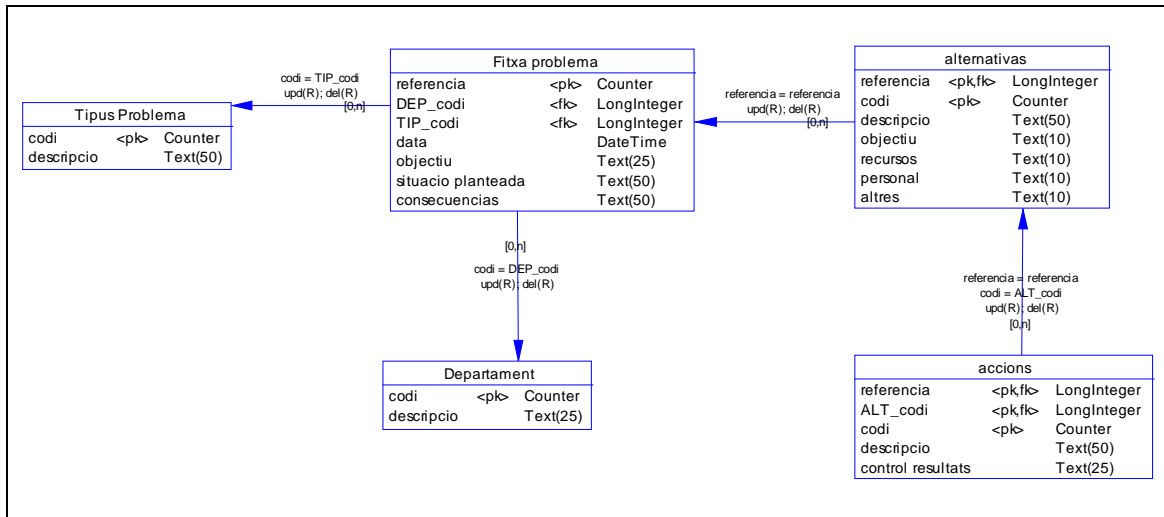 Tipus Problema
codi <pk> Counter
descripcio Text(50)
codi = TIP_codi
upd(R); del(R)
[0,n]
Fitxa problema
referencia <pk> Counter
DEP_codi <fk> LongInteger
TIP_codi <fk> LongInteger
data DateTime
objectiu Text(25)
situacio planteada Text(50)
consecuencias Text(50)
referencia = referencia
upd(R); del(R)
[0,n]
alternativas
referencia <pk,fk> LongInteger
codi <pk> Counter
descripcio Text(50)
objectiu Text(10)
recursos Text(10)
personal Text(10)
altres Text(10)
[0,n]
codi = DEP_codi
upd(R); del(R)
Departament
codi <pk> Counter
descripcio Text(25)
referencia = referencia
codi = ALT_codi
upd(R); del(R)
[0,n]
accions
referencia <pk,fk> LongInteger
ALT_codi <pk,fk> LongInteger
codi <pk> Counter
descripcio Text(50)
control resultats Text(25)